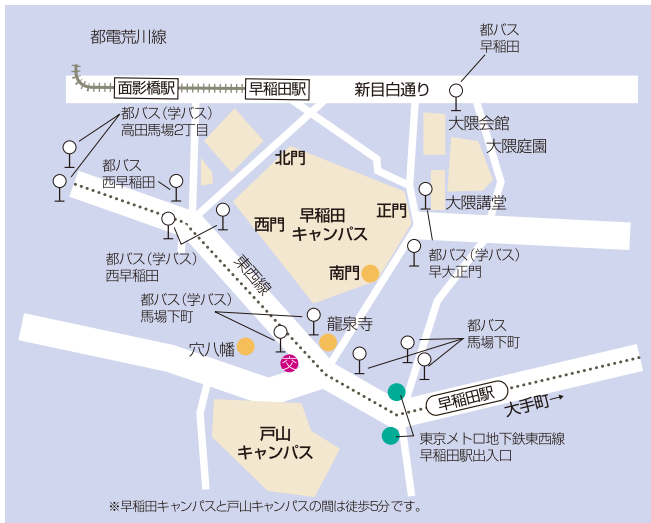 都電荒川線
都バス
早稲田
面影橋駅
早稲田駅
新目白通り
都バス（学バス）
高田馬場2丁目
大隈会館
大隈庭園
北門
都バス
西早稲田
早稲田
キャンパス
正門
大隈講堂
西門
都バス（学バス）
西早稲田
東西線
南門
都バス（学バス）
早大正門
都バス（学バス）
馬場下町
龍泉寺
都バス
馬場下町
穴八幡
交
早稲田駅
大手町→
戸山
キャンパス
東京メトロ地下鉄東西線
早稲田駅出入口
※早稲田キャンパスと戸山キャンパスの間は徒歩5分です。